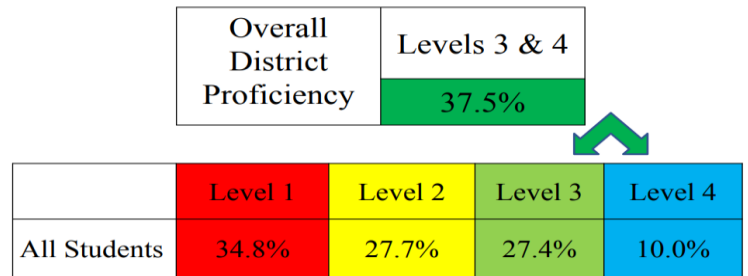 Overall
District
Proficiency
Levels 3 & 4
37.5%
Level 1 Level 2 Level 3 Level 4
All Students 34.8% 27.7% 27.4% 10.0%